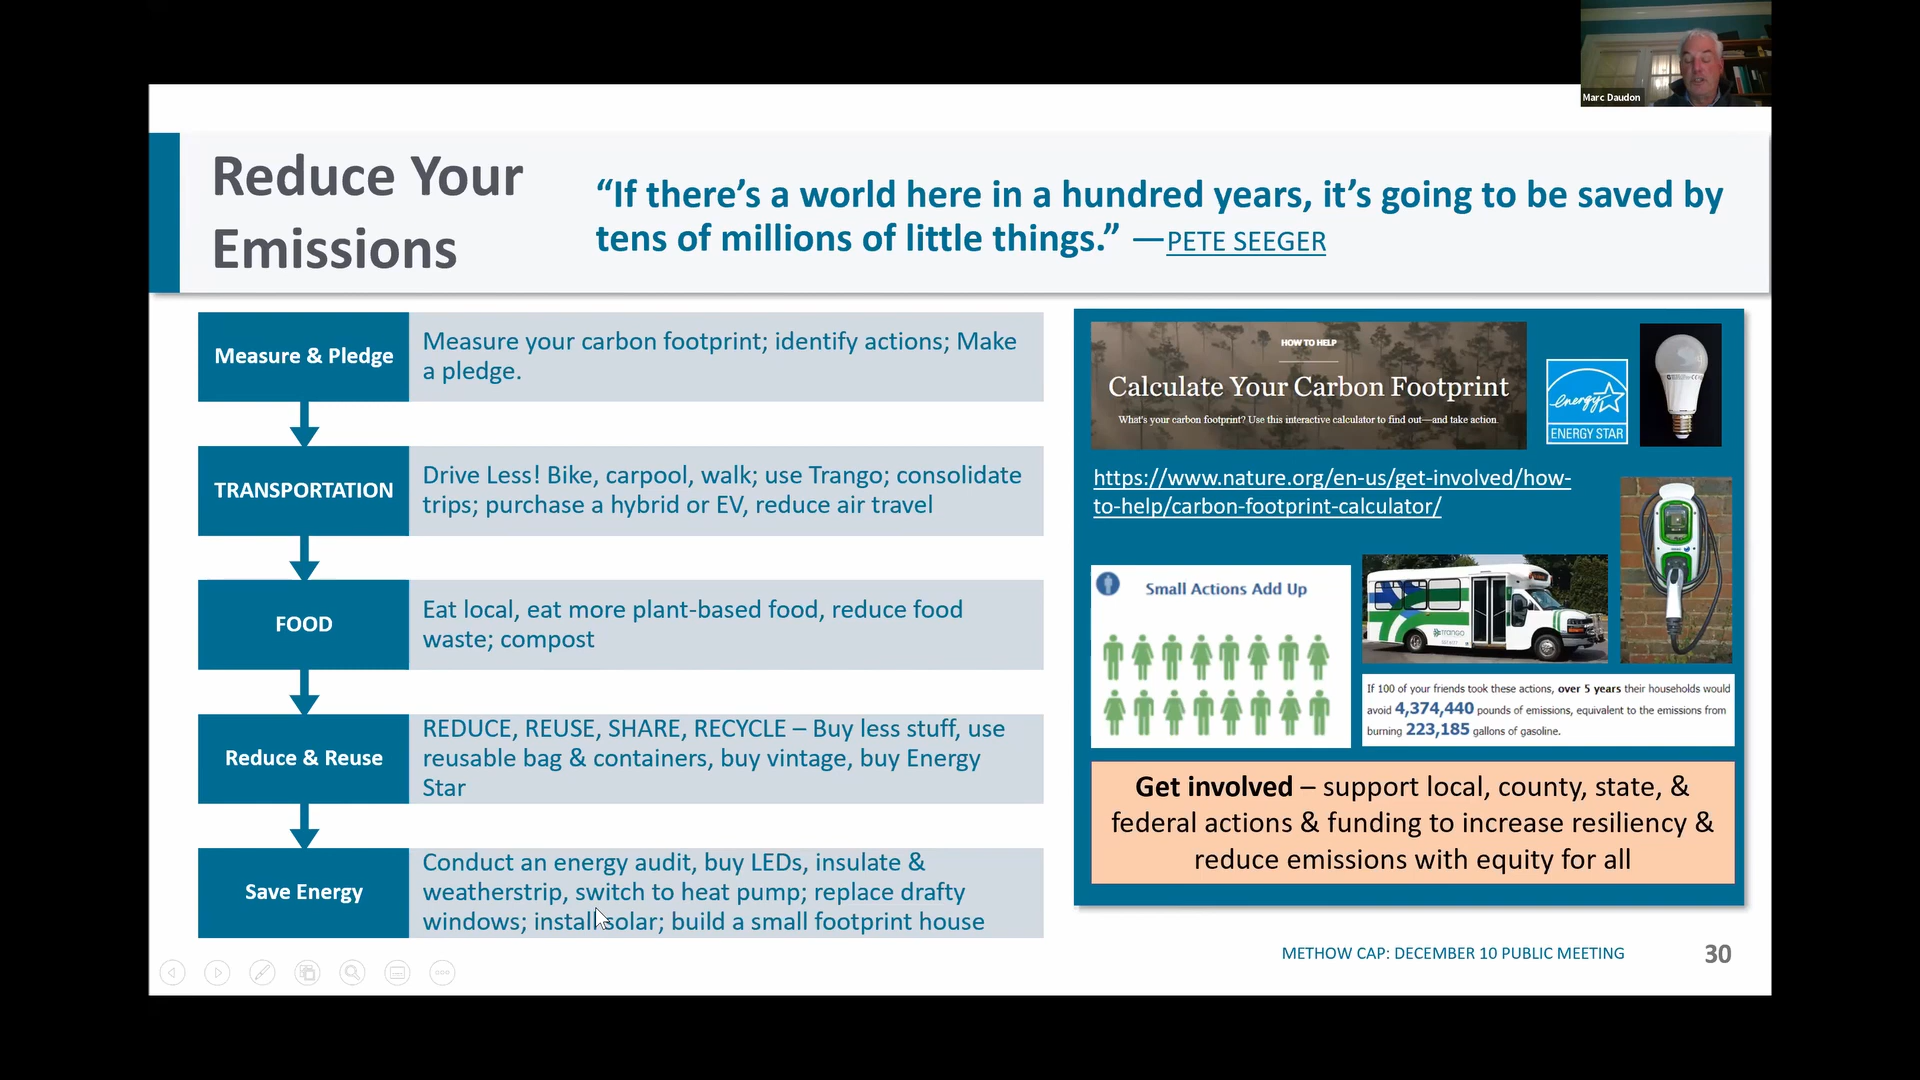 Marc Daudon
Reduce Your
Emissions
“If there’s a world here in a hundred years, it’s going to be saved by
tens of millions of little things.” —PETE SEEGER
Measure & Pledge
Measure your carbon footprint; identify actions; Make
a pledge.
TRANSPORTATION
Drive Less! Bike, carpool, walk; use Trango; consolidate
trips; purchase a hybrid or EV, reduce air travel
FOOD
Eat local, eat more plant-based food, reduce food
waste; compost
Reduce & Reuse
REDUCE, REUSE, SHARE, RECYCLE – Buy less stuff, use
reusable bag & containers, buy vintage, buy Energy
Star
Save Energy
Conduct an energy audit, buy LEDs, insulate &
weatherstrip, switch to heat pump; replace drafty
windows; install solar; build a small footprint house
HOW TO HELP
Calculate Your Carbon Footprint
What's your carbon footprint? Use this interactive calculator to find out—and take action.
energy
ENERGY STAR
https://www.nature.org/en-us/get-involved/how-
to-help/carbon-footprint-calculator/
Small Actions Add Up
TRANGO
If 100 of your friends took these actions, over 5 years their households would
avoid 4,374,440 pounds of emissions, equivalent to the emissions from
burning 223,185 gallons of gasoline.
Get involved – support local, county, state, &
federal actions & funding to increase resiliency &
reduce emissions with equity for all
METHOW CAP: DECEMBER 10 PUBLIC MEETING
30